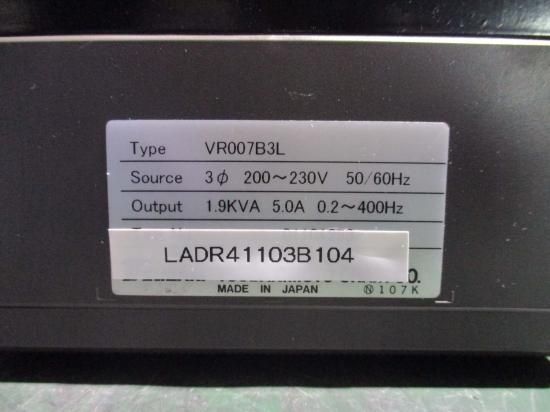 Type VR007B3L
Source 3φ 200～230V 50/60Hz
Output 1.9KVA 5.0A 0.2～400Hz
LADR41103B104
MADE IN JAPAN Ⓝ107K